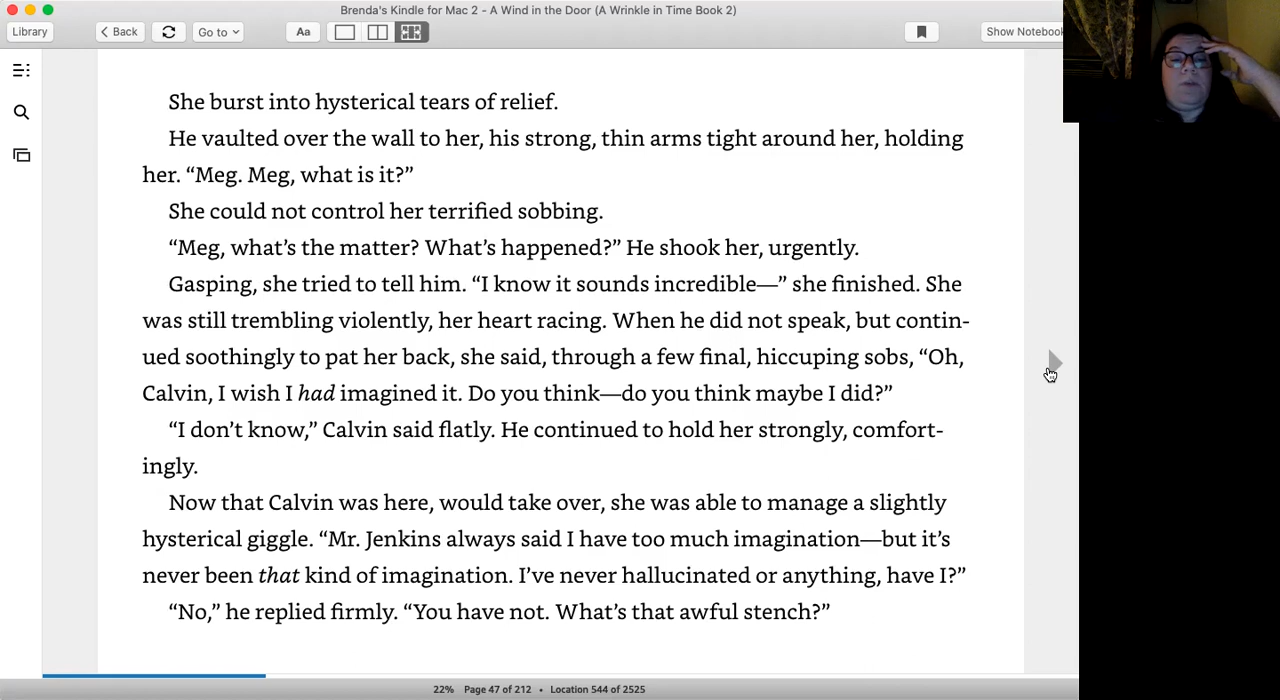 Brenda's Kindle for Mac 2 - A Wind in the Door (A Wrinkle in Time Book 2)
Library
Back
Go to
Aa
Show Notebook
She burst into hysterical tears of relief.
He vaulted over the wall to her, his strong, thin arms tight around her, holding
her. “Meg. Meg, what is it?”
She could not control her terrified sobbing.
“Meg, what’s the matter? What’s happened?” He shook her, urgently.
Gasping, she tried to tell him. “I know it sounds incredible—” she finished. She
was still trembling violently, her heart racing. When he did not speak, but contin-
ued soothingly to pat her back, she said, through a few final, hiccuping sobs, “Oh,
Calvin, I wish I had imagined it. Do you think—do you think maybe I did?”
“I don’t know,” Calvin said flatly. He continued to hold her strongly, comfort-
ingly.
Now that Calvin was here, would take over, she was able to manage a slightly
hysterical giggle. “Mr. Jenkins always said I have too much imagination—but it’s
never been that kind of imagination. I’ve never hallucinated or anything, have I?”
“No,” he replied firmly. “You have not. What’s that awful stench?”
22% Page 47 of 212 • Location 544 of 2525